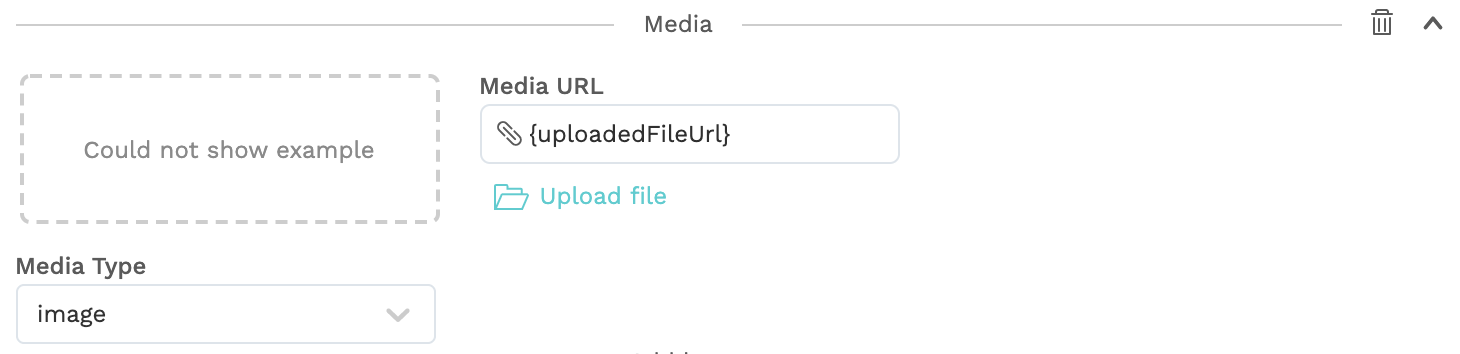 Media
Media URL
{uploadedFileUrl}
Could not show example
Upload file
Media Type
image